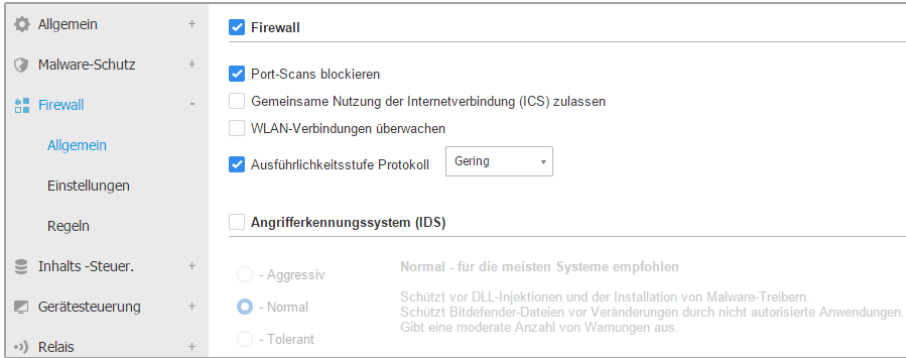 Allgemein +
Malware-Schutz +
Firewall -
Allgemein
Einstellungen
Regeln
Inhalts -Steuer. +
Gerätesteuerung +
Relais +
Firewall
Port-Scans blockieren
Gemeinsame Nutzung der Internetverbindung (ICS) zulassen
WLAN-Verbindungen überwachen
Ausführlichkeitsstufe Protokoll Gering
Angrifferkennungssystem (IDS)
- Aggressiv
- Normal
- Tolerant
Normal - für die meisten Systeme empfohlen
Schützt vor DLL-Injektionen und der Installation von Malware-Treibern.
Schützt Bitdefender-Dateien vor Veränderungen durch nicht autorisierte Anwendungen.
Gibt eine moderate Anzahl von Warnungen aus.